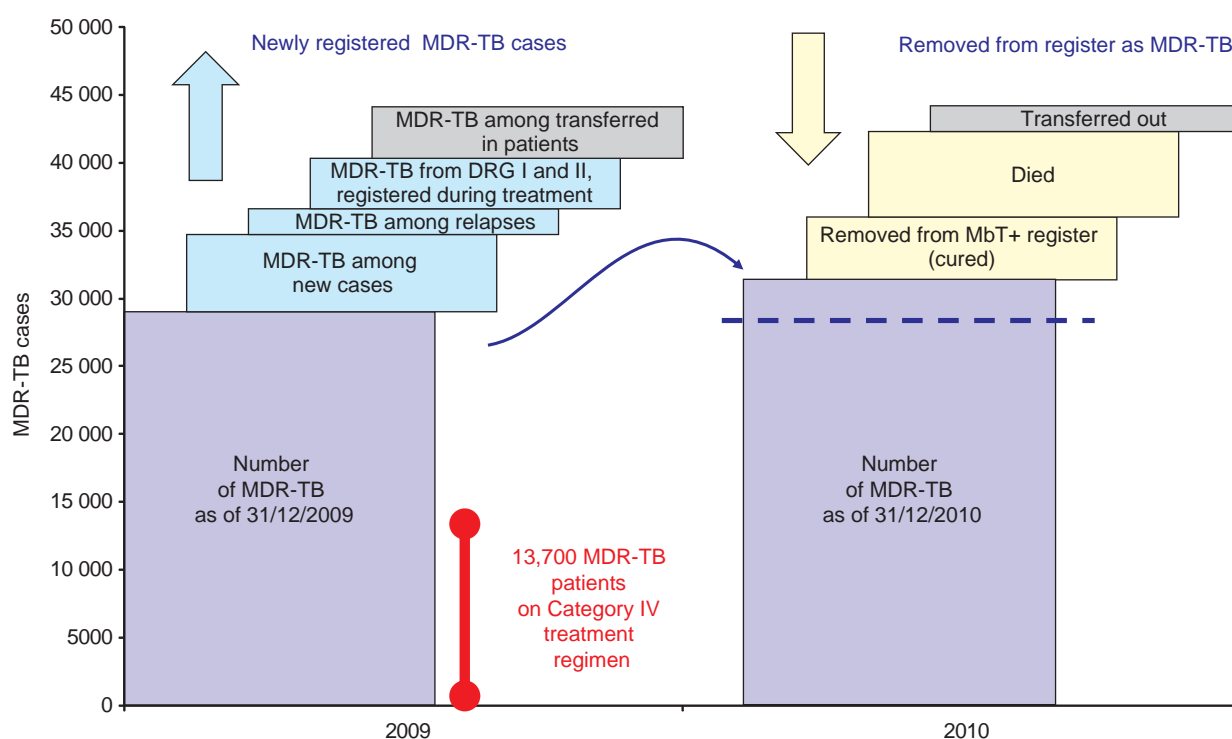 50 000
45 000
40 000
35 000
30 000
25 000
20 000
15 000
10 000
5000
0
MDR-TB cases
Newly registered MDR-TB cases
MDR-TB among transferred
in patients
MDR-TB from DRG I and II,
registered during treatment
MDR-TB among relapses
MDR-TB among
new cases
Number
of MDR-TB
as of 31/12/2009
13,700 MDR-TB
patients
on Category IV
treatment
regimen
2009
Removed from register as MDR-TB
Transferred out
Died
Removed from MbT+ register
(cured)
Number
of MDR-TB
as of 31/12/2010
2010